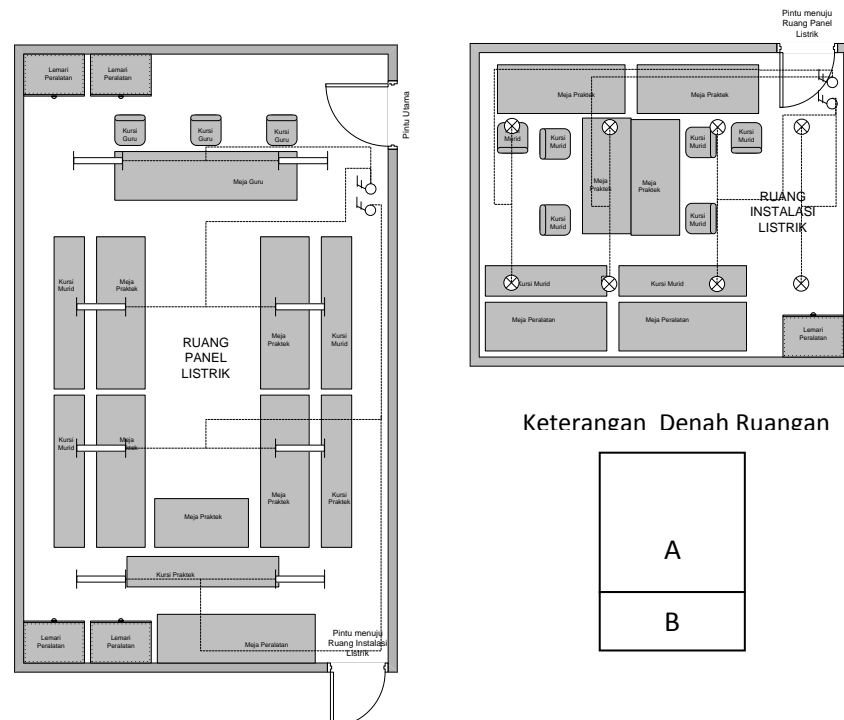 Lemari
Peralatan
Lemari
Peralatan
Kursi
Guru
Kursi
Guru
Kursi
Guru
Pintu Utama
Meja Guru
Kursi
Murid
Meja
Praktek
Meja
Praktek
Kursi
Murid
RUANG
PANEL
LISTRIK
Kursi
Murid
Meja
Meja
Praktek
Kursi
Praktek
Meja Praktek
Kursi Praktek
Lemari
Peralatan
Lemari
Peralatan
Meja Peralatan
Pintu menuju
Ruang Instalasi
Listrik
Pintu menuju
Ruang Panel
Listrik
Meja Praktek
Meja Praktek
Murid
Kursi
Murid
Kursi
Murid
Kursi
Murid
Meja
Praktek
Meja
Praktek
Kursi
Murid
Kursi
Murid
RUANG
INSTALASI
LISTRIK
Kursi Murid
Kursi Murid
Meja Peralatan
Meja Peralatan
Lemari
Peralatan
Keterangan Denah Ruangan
A
B